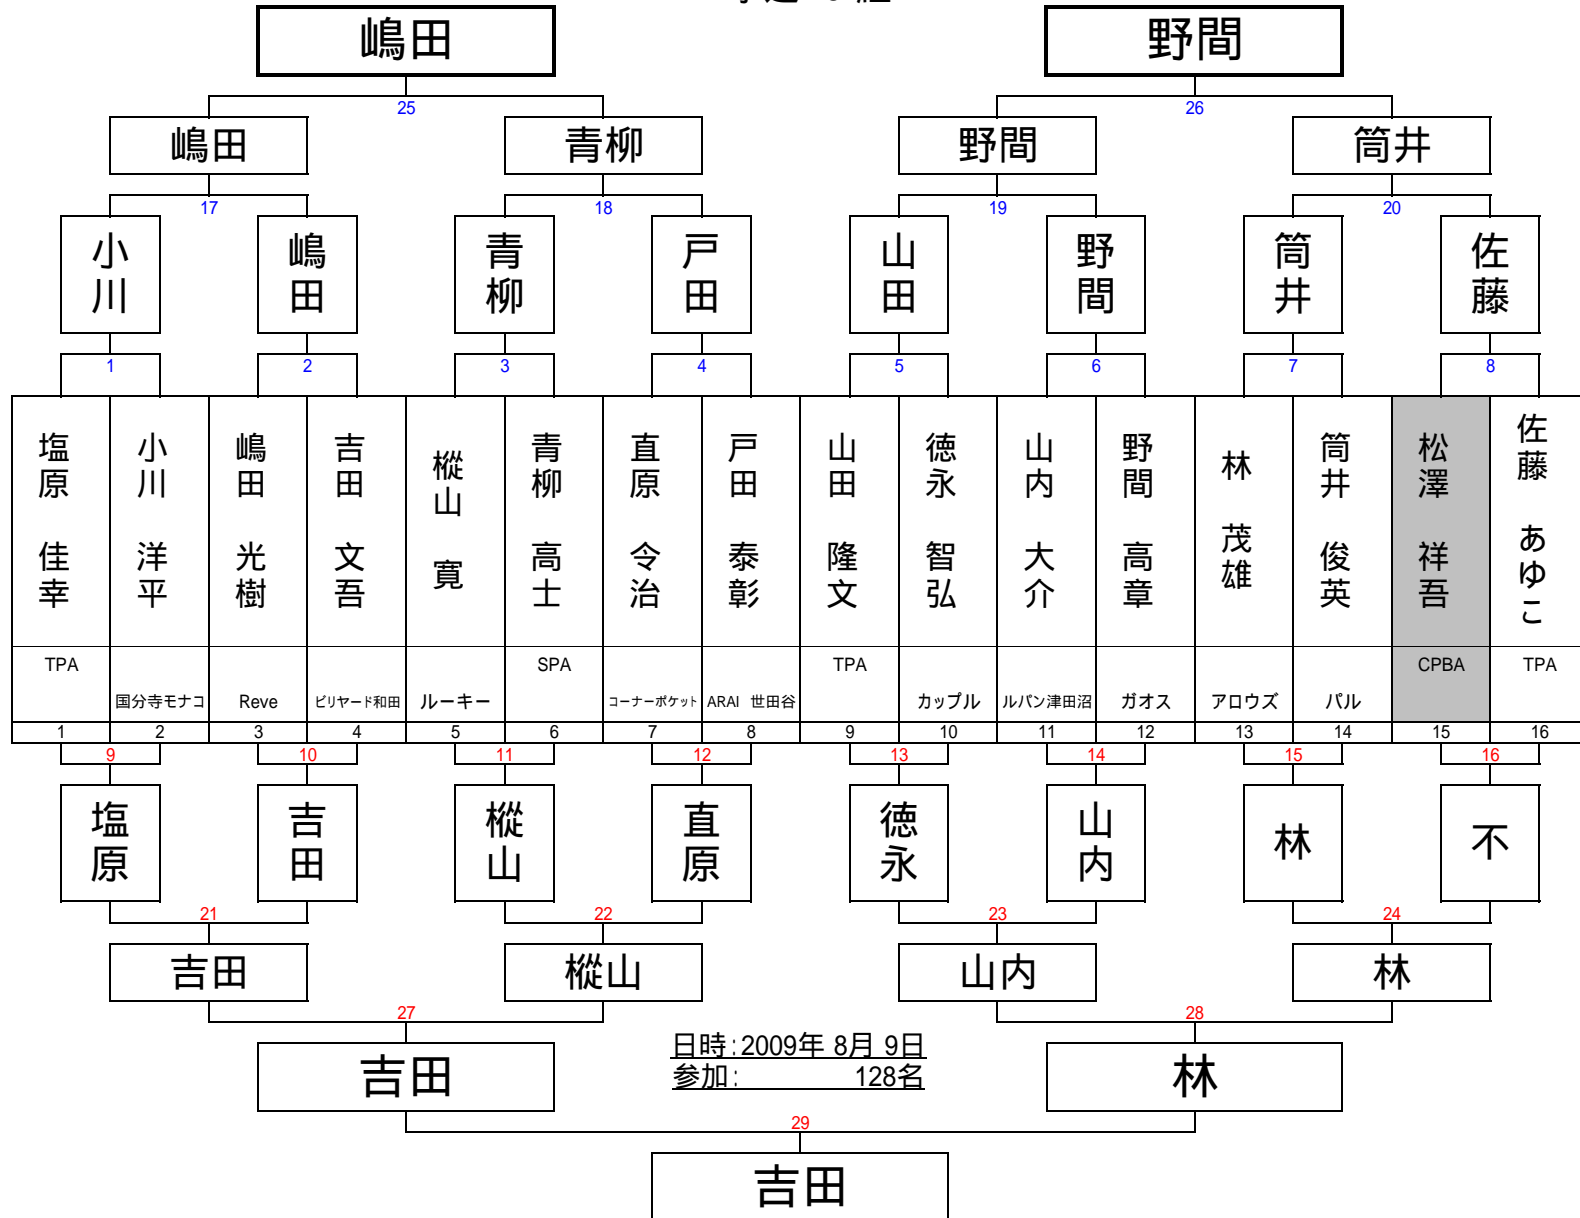 嶋田 野間
25 26
嶋田 青柳 野間 筒井
17 18 19 20
小川 嶋田 青柳 戸田 山田 野間 筒井 佐藤
1 2 3 4 5 6 7 8
塩原 佳幸 小川 洋平 嶋田 光樹 吉田 文吾 樅山 寛 青柳 高士 直原 令治 戸田 泰彰 山田 隆文 徳永 智弘 山内 大介 野間 高章 林 茂雄 筒井 俊英 松澤 祥吾 佐藤 あゆこ
TPA SPA TPA CPBA TPA
国分寺モナコ Reve ビリヤード和田 ルーキー コーナーポケット ARAI 世田谷 カップル ルパン津田沼 ガオス アロウズ パル
1 2 3 4 5 6 7 8 9 10 11 12 13 14 15 16
9 10 11 12 13 14 15 16
塩原 吉田 樅山 直原 徳永 山内 林 不
21 22 23 24
吉田 樅山 山内 林
27 28
日時:2009年 8月 9日
参加: 128名
吉田 林
29
吉田